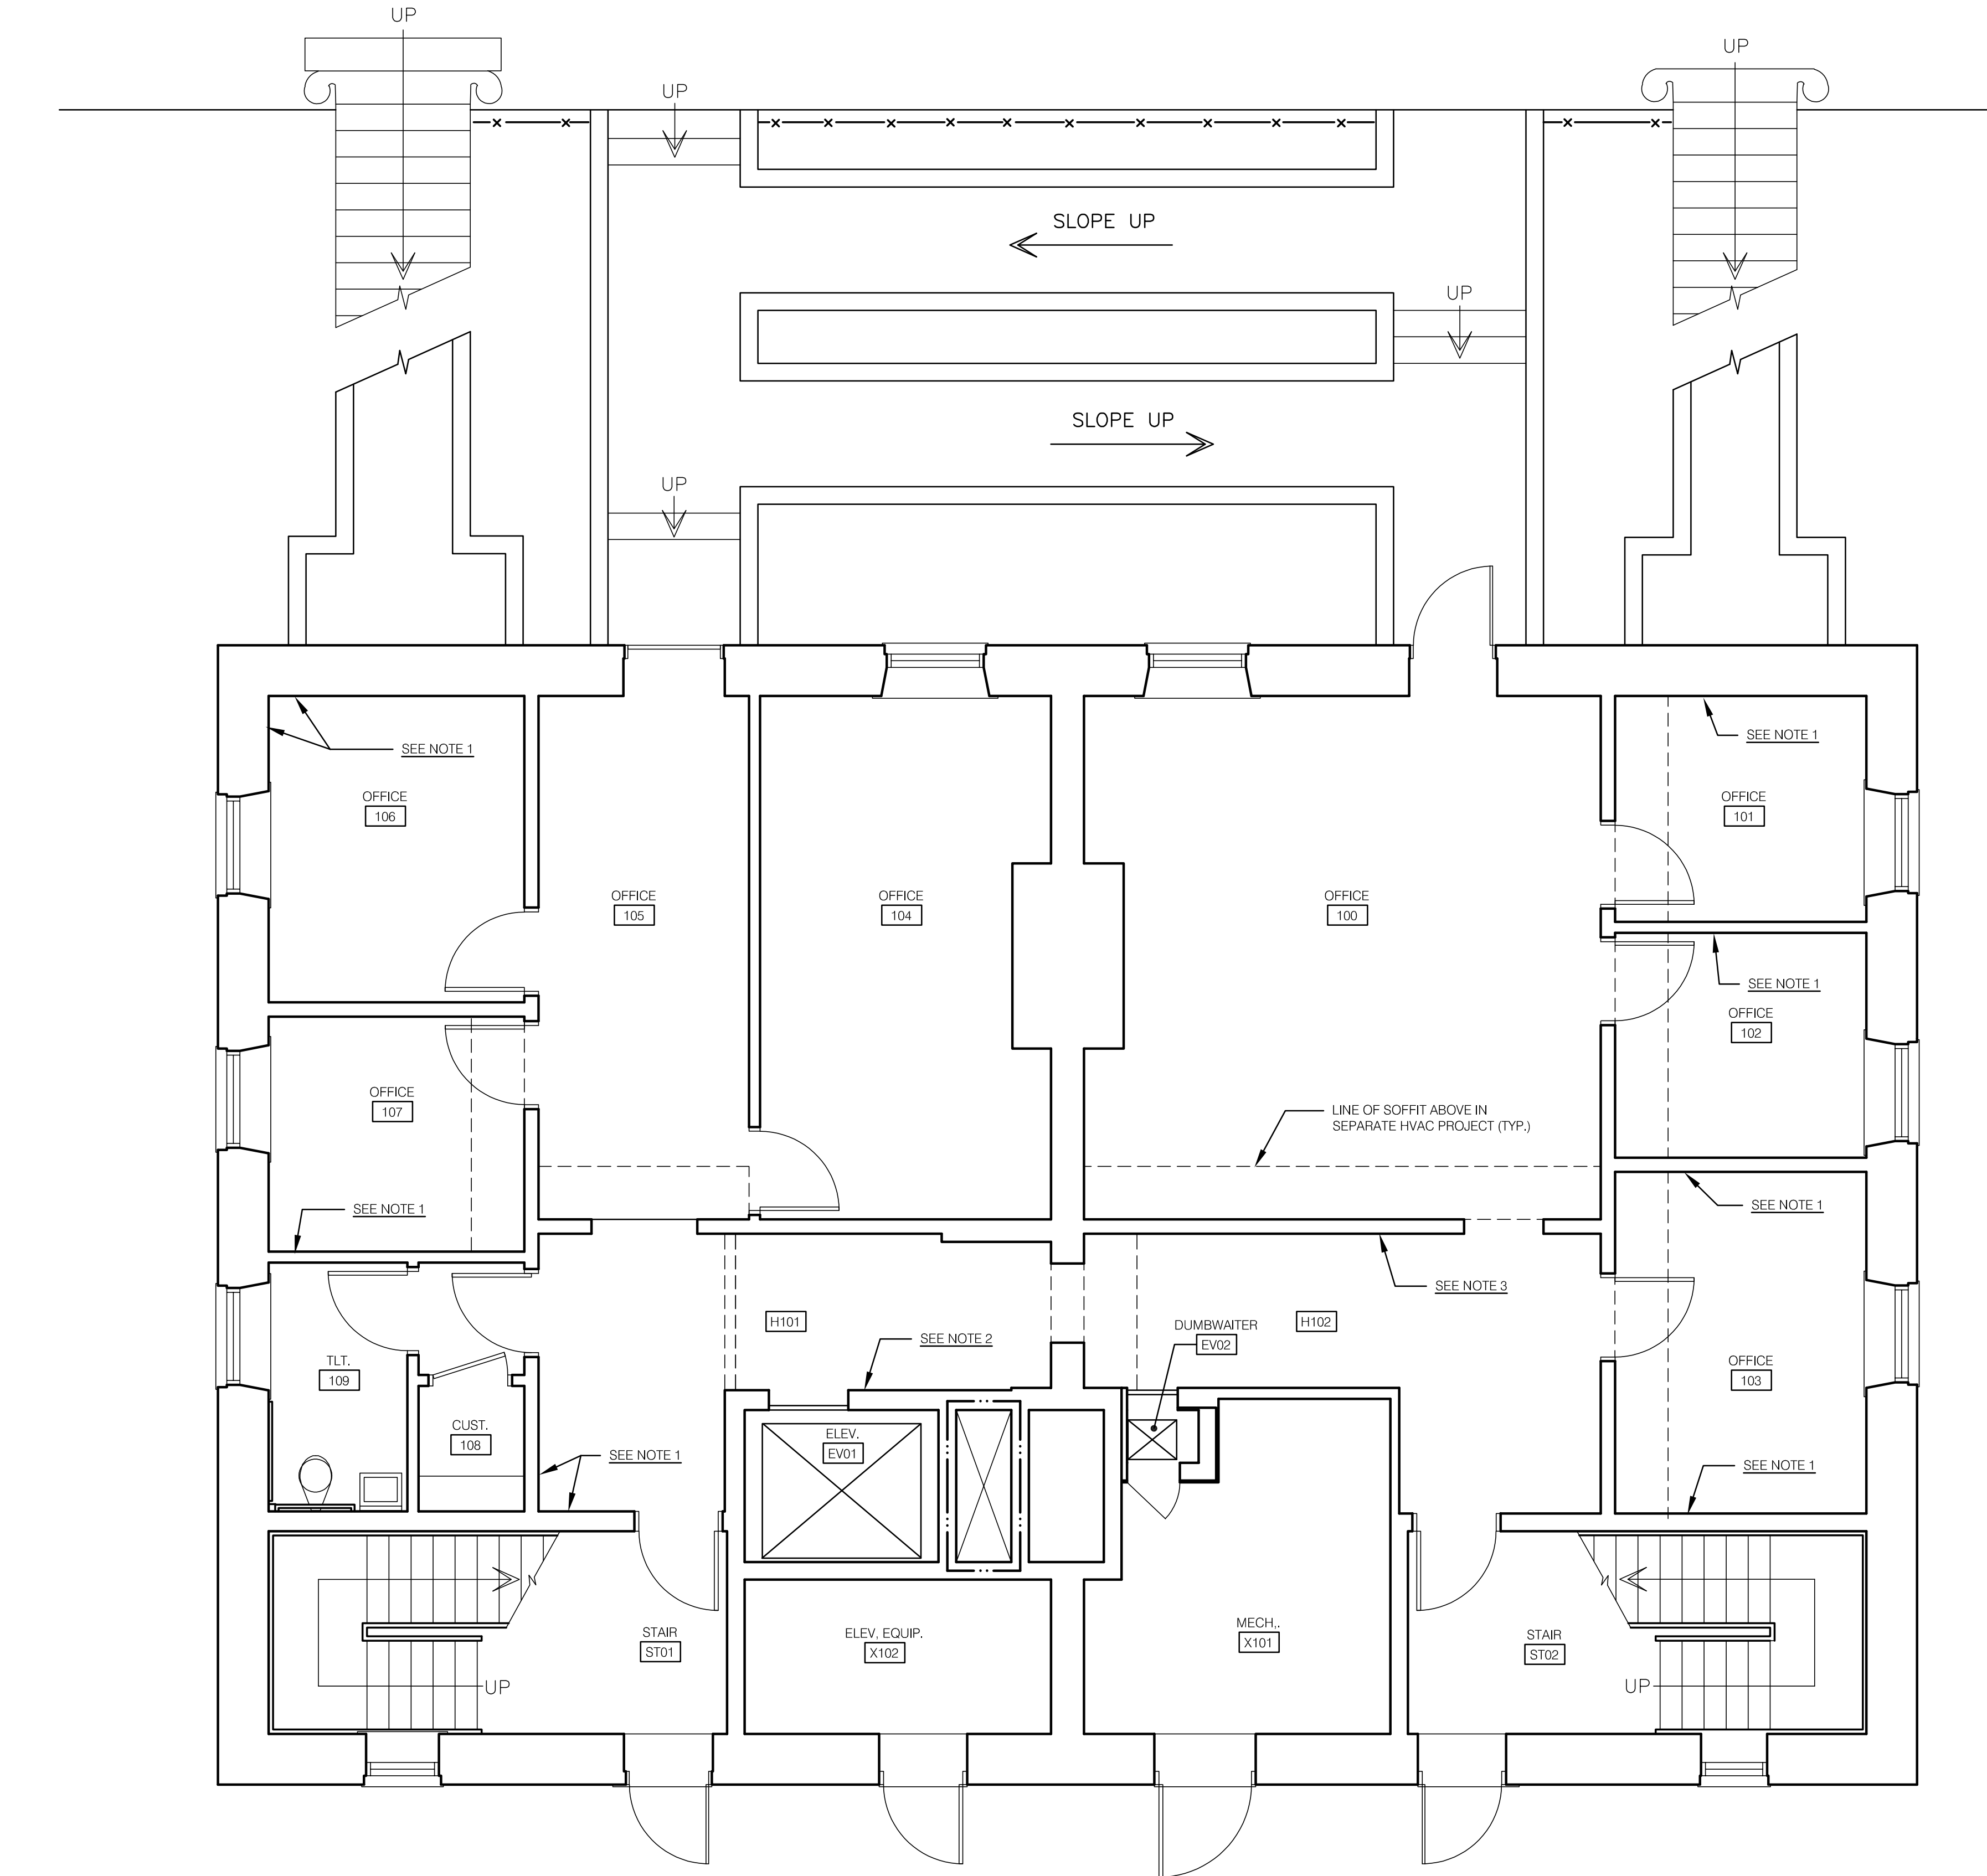 UP
UP
UP
SLOPE UP
UP
SLOPE UP
UP
SEE NOTE 1
SEE NOTE 1
OFFICE
106
OFFICE
101
OFFICE
105
OFFICE
104
OFFICE
100
SEE NOTE 1
OFFICE
102
OFFICE
107
LINE OF SOFFIT ABOVE IN
SEPARATE HVAC PROJECT (TYP.)
SEE NOTE 1
SEE NOTE 1
SEE NOTE 3
H101
H102
DUMBWAITER
EV02
SEE NOTE 2
TLT.
109
OFFICE
103
CUST.
108
ELEV.
EV01
SEE NOTE 1
SEE NOTE 1
STAIR
ST01
ELEV, EQUIP.
X102
MECH,.
X101
STAIR
ST02
UP
UP